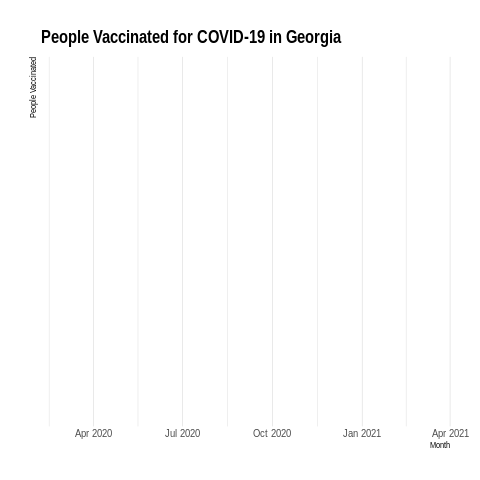 People Vaccinated for COVID-19 in Georgia
People Vaccinated
Apr 2020 Jul 2020 Oct 2020 Jan 2021 Apr 2021
Month